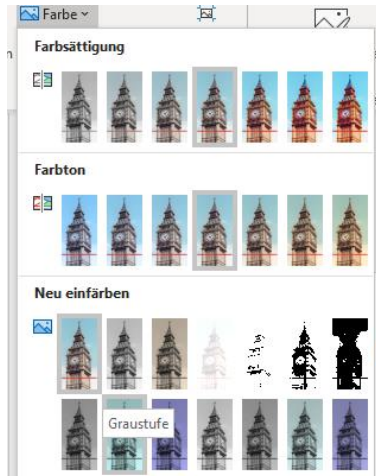 Farbe
Farbsättigung
Farbton
Neu einfärben
Graustufe